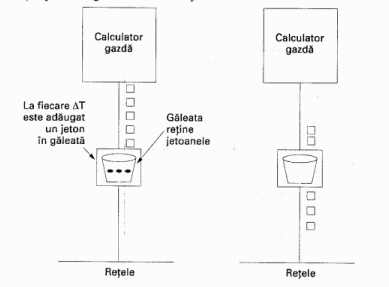 Calculator
gazdă
La fiecare ΔT
este adăugat
un jeton
în găleată
Găleata
reține
jetoanele
Rețele
Calculator
gazdă
Rețele